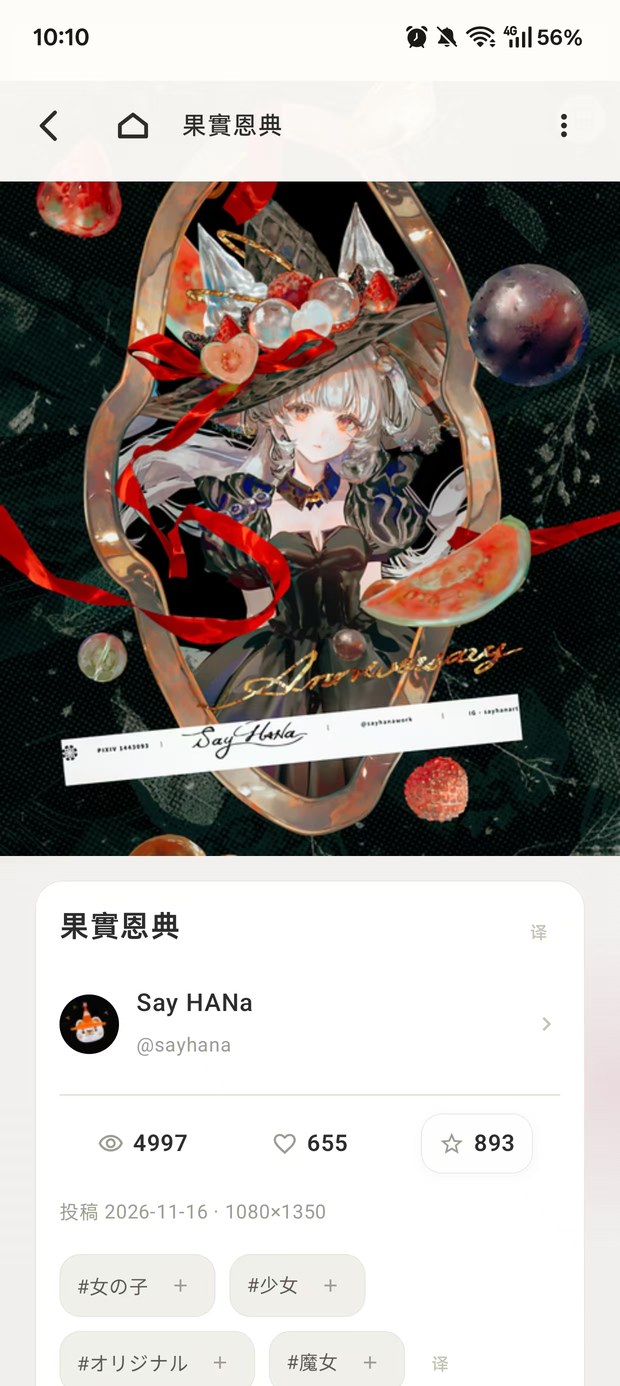 10:10
4G 56%
果實恩典
Anniversary
PIXIV 1443093 | Say HANa | @sayhanawork | IG - sayhanart
果實恩典
译
Say HANa
@sayhana
4997 655 893
投稿 2026-11-16 · 1080×1350
#女の子 + #少女 +
#オリジナル + #魔女 + 译